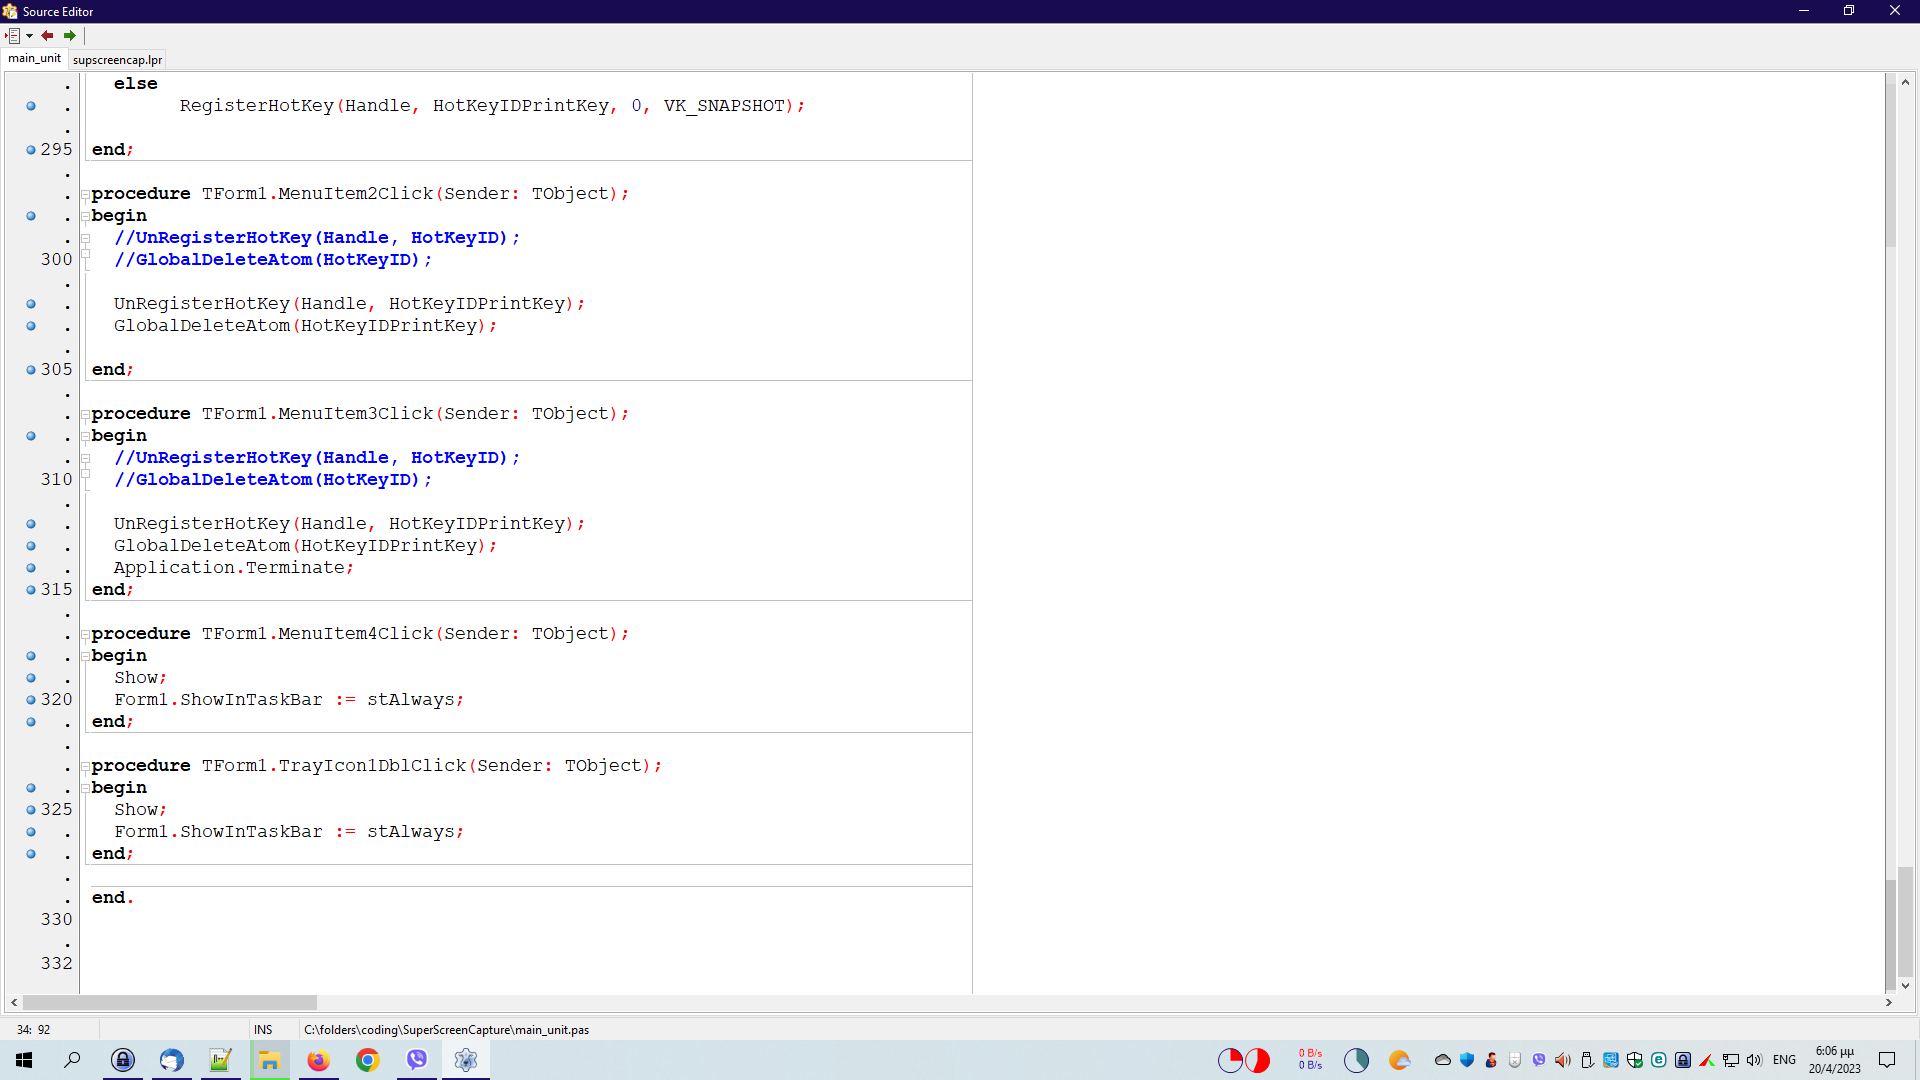 Source Editor
main_unit supscreencap.lpr
. else
. RegisterHotKey(Handle, HotKeyIDPrintKey, 0, VK_SNAPSHOT);
.
295 end;
.
. procedure TForm1.MenuItem2Click(Sender: TObject);
. begin
. //UnRegisterHotKey(Handle, HotKeyID);
300 //GlobalDeleteAtom(HotKeyID);
.
. UnRegisterHotKey(Handle, HotKeyIDPrintKey);
. GlobalDeleteAtom(HotKeyIDPrintKey);
.
305 end;
.
. procedure TForm1.MenuItem3Click(Sender: TObject);
. begin
. //UnRegisterHotKey(Handle, HotKeyID);
310 //GlobalDeleteAtom(HotKeyID);
.
. UnRegisterHotKey(Handle, HotKeyIDPrintKey);
. GlobalDeleteAtom(HotKeyIDPrintKey);
. Application.Terminate;
315 end;
.
. procedure TForm1.MenuItem4Click(Sender: TObject);
. begin
. Show;
320 Form1.ShowInTaskBar := stAlways;
. end;
.
. procedure TForm1.TrayIcon1DblClick(Sender: TObject);
. begin
325 Show;
. Form1.ShowInTaskBar := stAlways;
. end;
.
. end.
330
.
332
34: 92 INS C:\folders\coding\SuperScreenCapture\main_unit.pas
0 B/s
0 B/s
ENG
6:06 μμ
20/4/2023